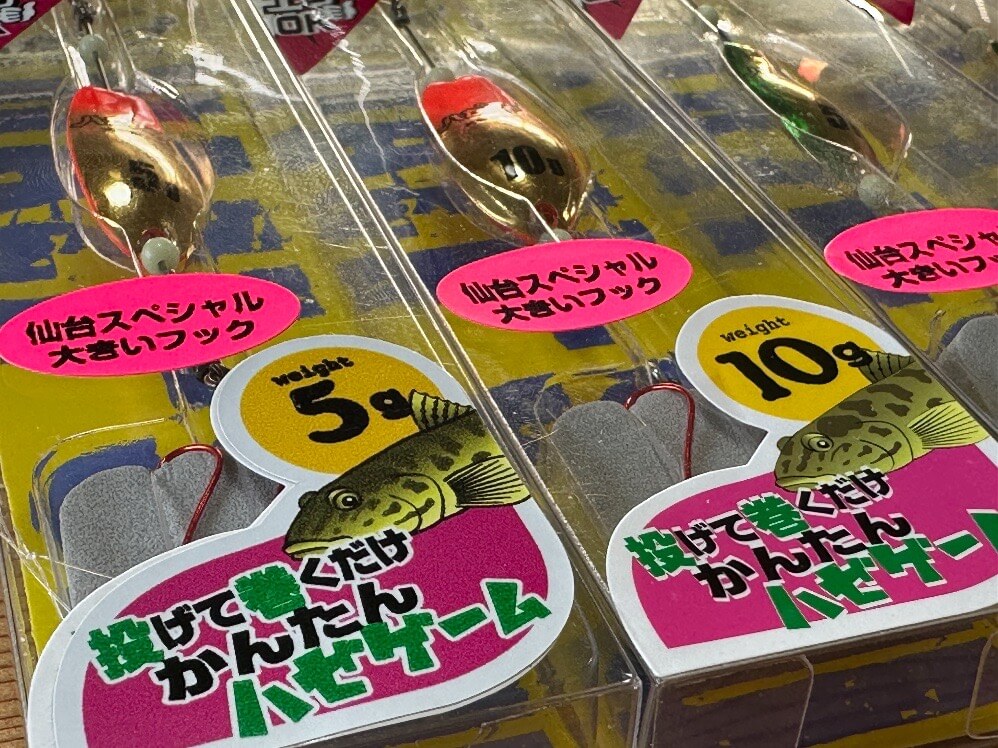 5g
10g
5
仙台スペシャル
大きいフック
仙台スペシャル
大きいフック
仙台スペシャル
大きいフッ
weight
5g
投げて巻くだけ
かんたん
ハゼゲーム
weight
10g
投げて巻くだけ
かんたん
ハゼゲーム